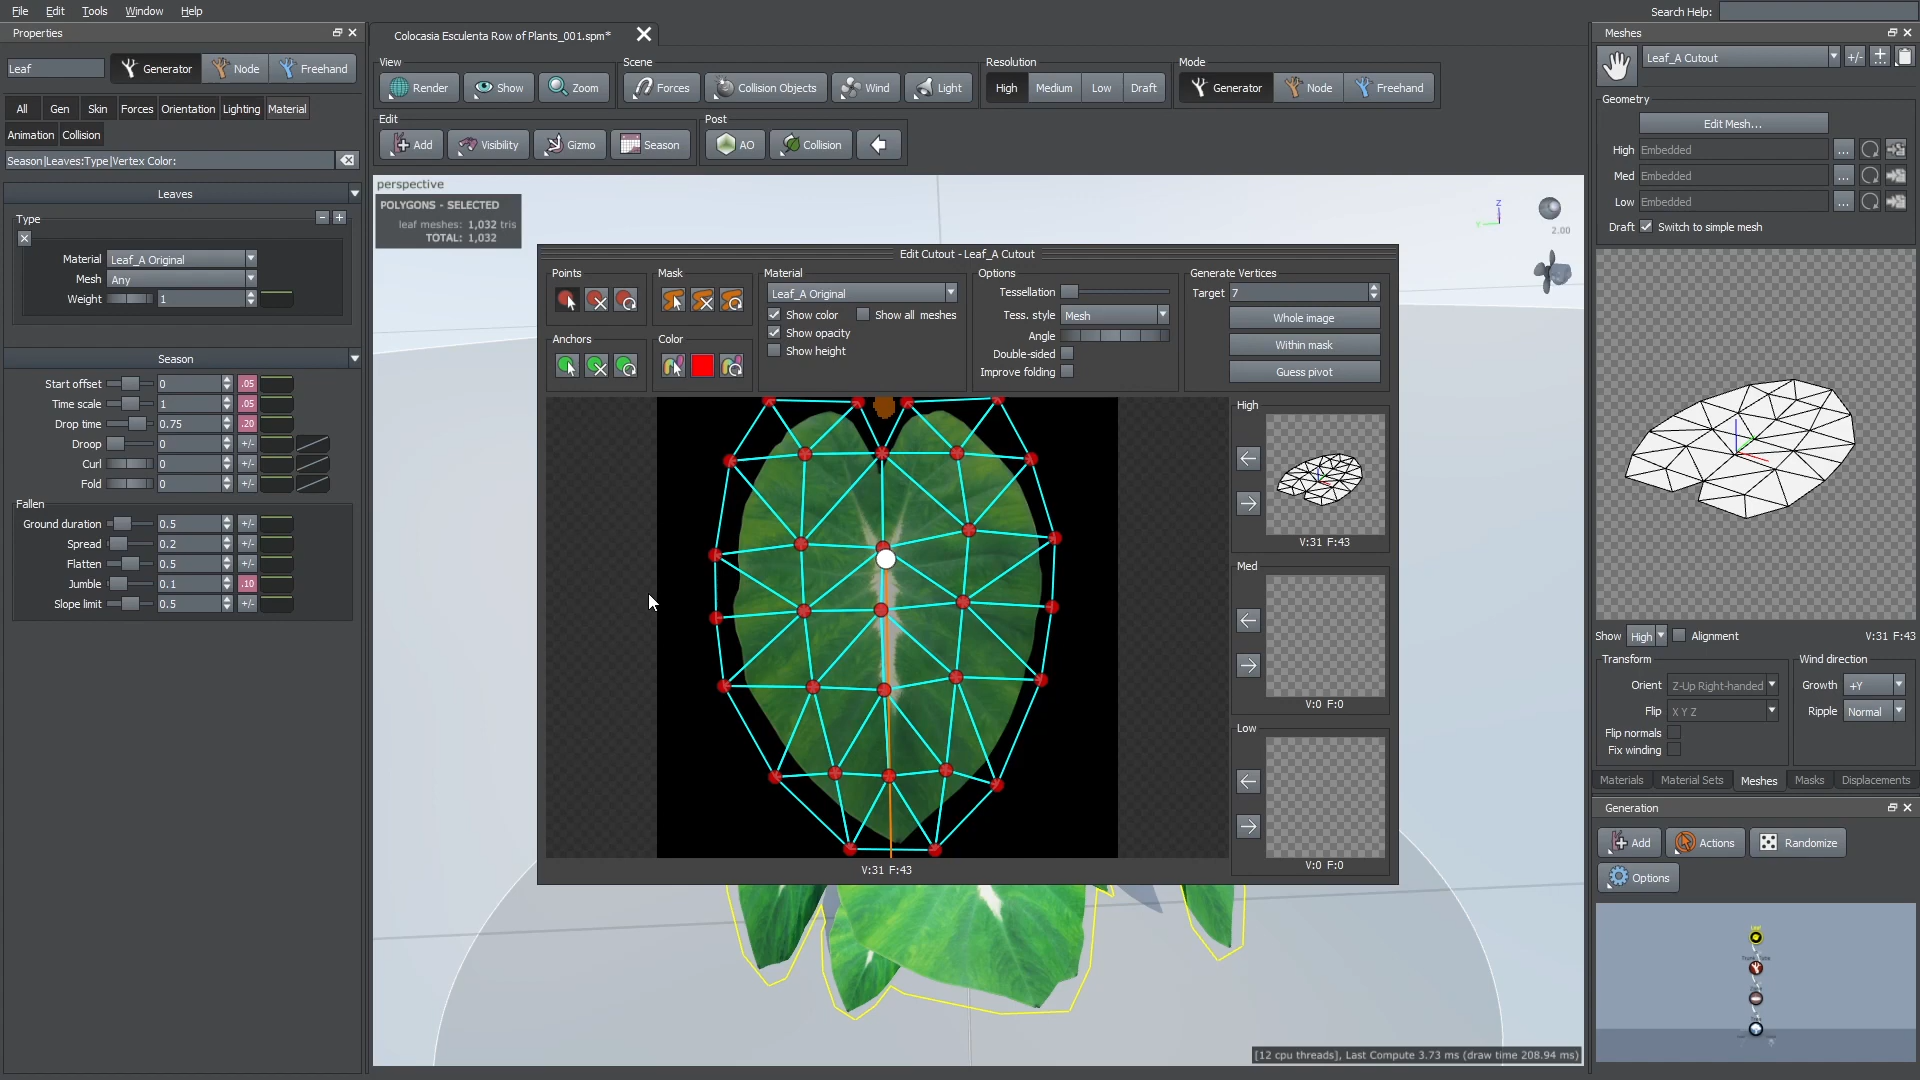 File Edit Tools Window Help
Search Help:
Properties
Leaf
Generator Node Freehand
All Gen Skin Forces Orientation Lighting Material
Animation Collision
Season|Leaves:Type|Vertex Color:
Leaves
Type
Material Leaf_A Original
Mesh Any
Weight 1
Season
Start offset 0 .05
Time scale 1 .05
Drop time 0.75 .20
Droop 0 +/-
Curl 0 +/-
Fold 0 +/-
Fallen
Ground duration 0.5 +/-
Spread 0.2 +/-
Flatten 0.5 +/-
Jumble 0.1 .10
Slope limit 0.5 +/-
Colocasia Esculenta Row of Plants_001.spm*
View Scene Resolution Mode
Render Show Zoom Forces Collision Objects Wind Light High Medium Low Draft Generator Node Freehand
Edit Post
Add Visibility Gizmo Season AO Collision
perspective
POLYGONS - SELECTED
leaf meshes: 1,032 tris
TOTAL: 1,032
Z
Y
2.00
Edit Cutout - Leaf_A Cutout
Points Mask Material Options Generate Vertices
Leaf_A Original
Show color Show all meshes
Show opacity
Show height
Anchors Color
Tessellation
Tess. style Mesh
Angle
Double-sided
Improve folding
Target 7
Whole image
Within mask
Guess pivot
High
V:31 F:43
Med
V:0 F:0
Low
V:0 F:0
V:31 F:43
[12 cpu threads], Last Compute 3.73 ms (draw time 208.94 ms)
Meshes
Leaf_A Cutout +/-
Geometry
Edit Mesh...
High Embedded ...
Med Embedded ...
Low Embedded ...
Draft Switch to simple mesh
Show High Alignment V:31 F:43
Transform Wind direction
Orient Z-Up Right-handed Growth +Y
Flip X Y Z Ripple Normal
Flip normals
Fix winding
Materials Material Sets Meshes Masks Displacements
Generation
Add Actions Randomize
Options